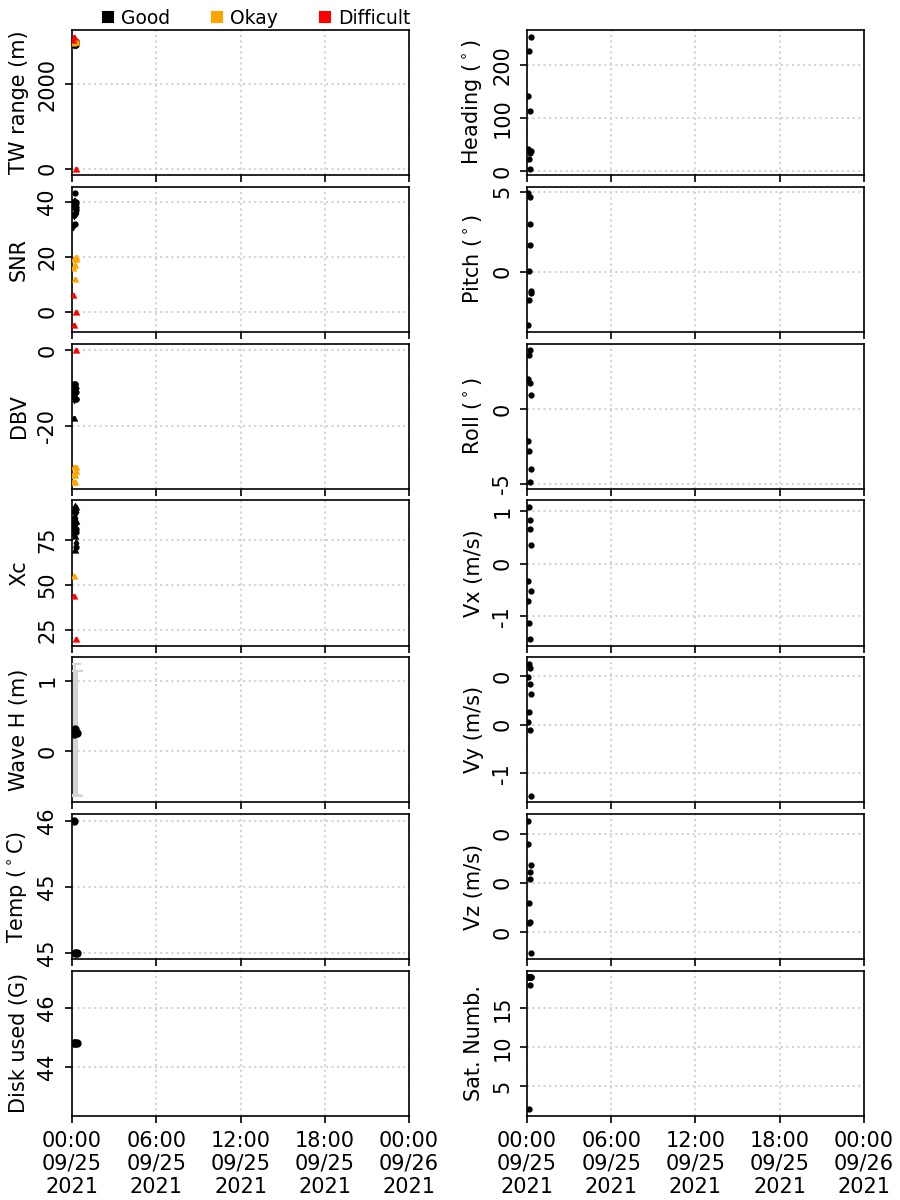 Good Okay Difficult
TW range (m)
2000
0
Heading (°)
200
100
0
SNR
40
20
0
Pitch (°)
5
0
DBV
0
-20
Roll (°)
0
-5
Xc
75
50
25
Vx (m/s)
1
0
-1
Wave H (m)
1
0
Vy (m/s)
0
0
-1
Temp (°C)
46
45
45
Vz (m/s)
0
0
0
Disk used (G)
46
44
Sat. Numb.
15
10
5
00:00 06:00 12:00 18:00 00:00 00:00 06:00 12:00 18:00 00:00
09/25 09/25 09/25 09/25 09/26 09/25 09/25 09/25 09/25 09/26
2021 2021 2021 2021 2021 2021 2021 2021 2021 2021